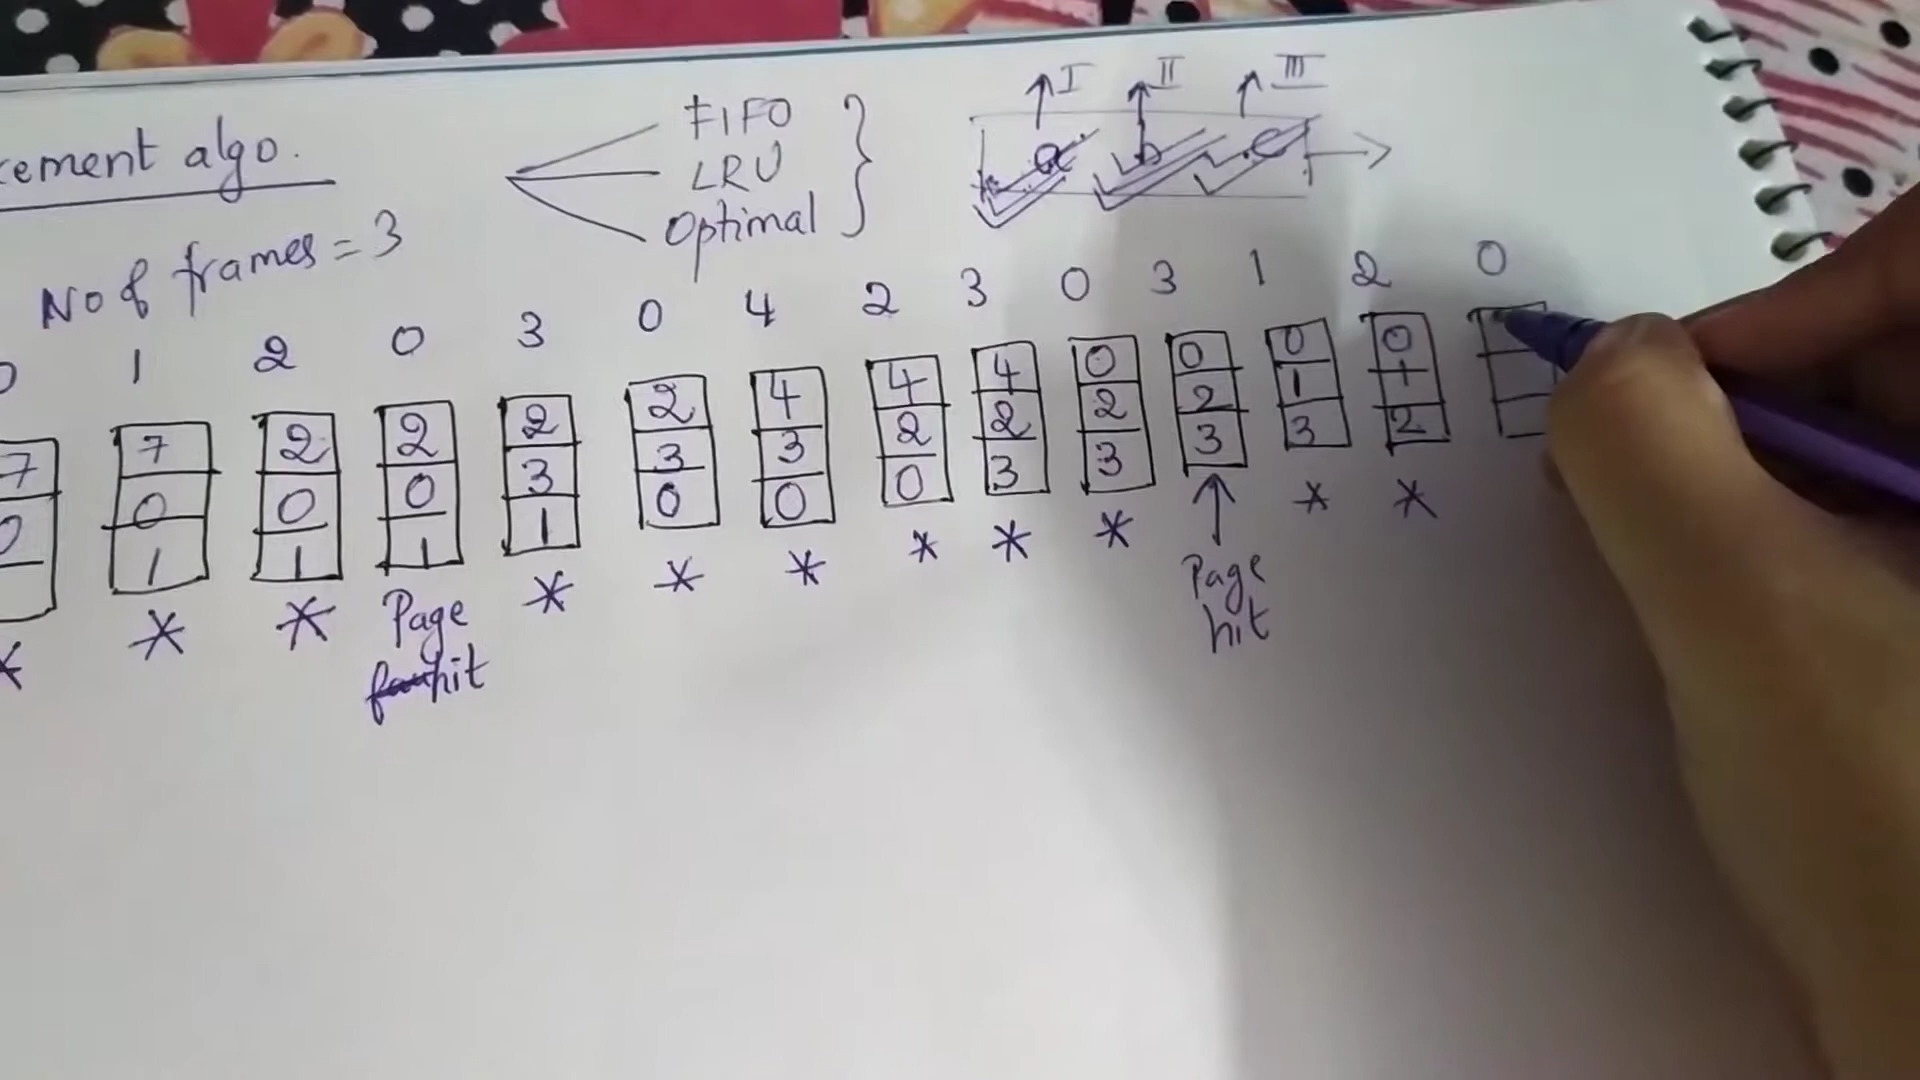 cement algo.
FIFO
LRU
Optimal
I II III
a b c
No of frames = 3
0 1 2 0 3 0 4 2 3 0 3 1 2 0
7 7 2 2 2 2 4 4 4 0 0 0 0
0 0 0 0 3 3 3 2 2 2 2 1 1
1 1 1 1 0 0 0 3 3 3 3 2
* * * * * * * * * * *
Page hit
Page hit